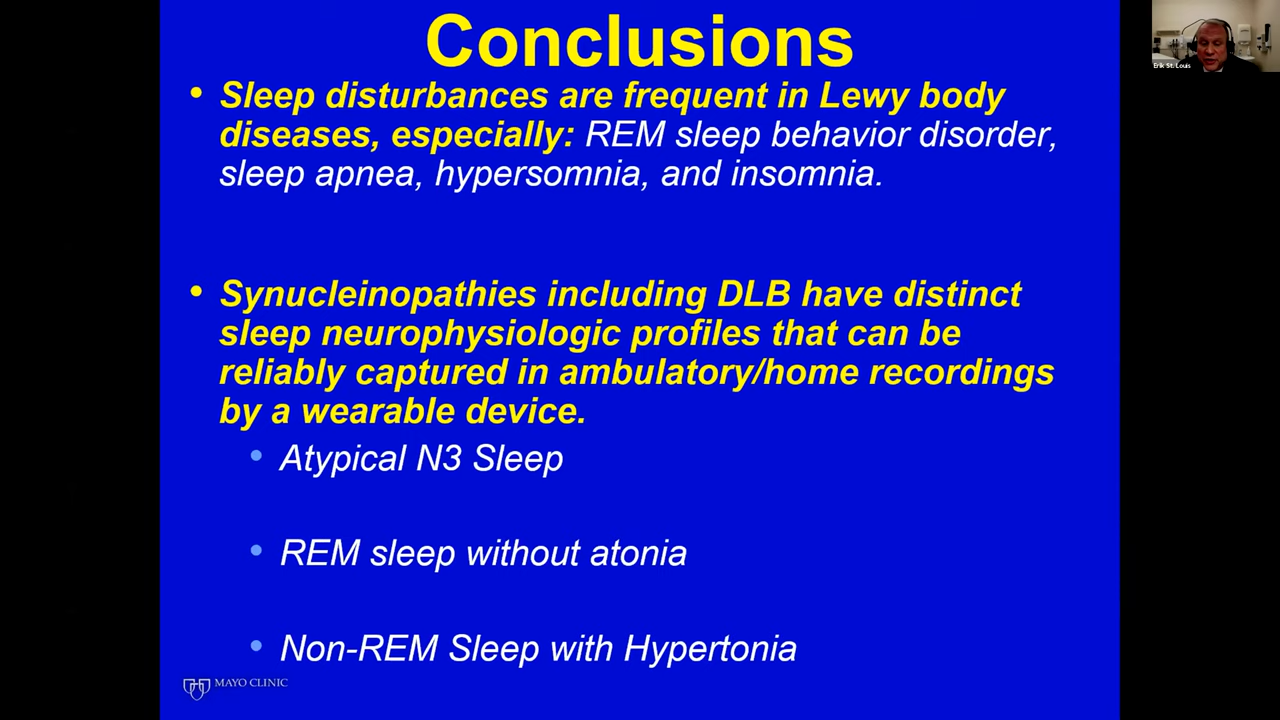 Conclusions
• Sleep disturbances are frequent in Lewy body
diseases, especially: REM sleep behavior disorder,
sleep apnea, hypersomnia, and insomnia.
• Synucleinopathies including DLB have distinct
sleep neurophysiologic profiles that can be
reliably captured in ambulatory/home recordings
by a wearable device.
• Atypical N3 Sleep
• REM sleep without atonia
• Non-REM Sleep with Hypertonia
MAYO CLINIC
Erik St. Louis